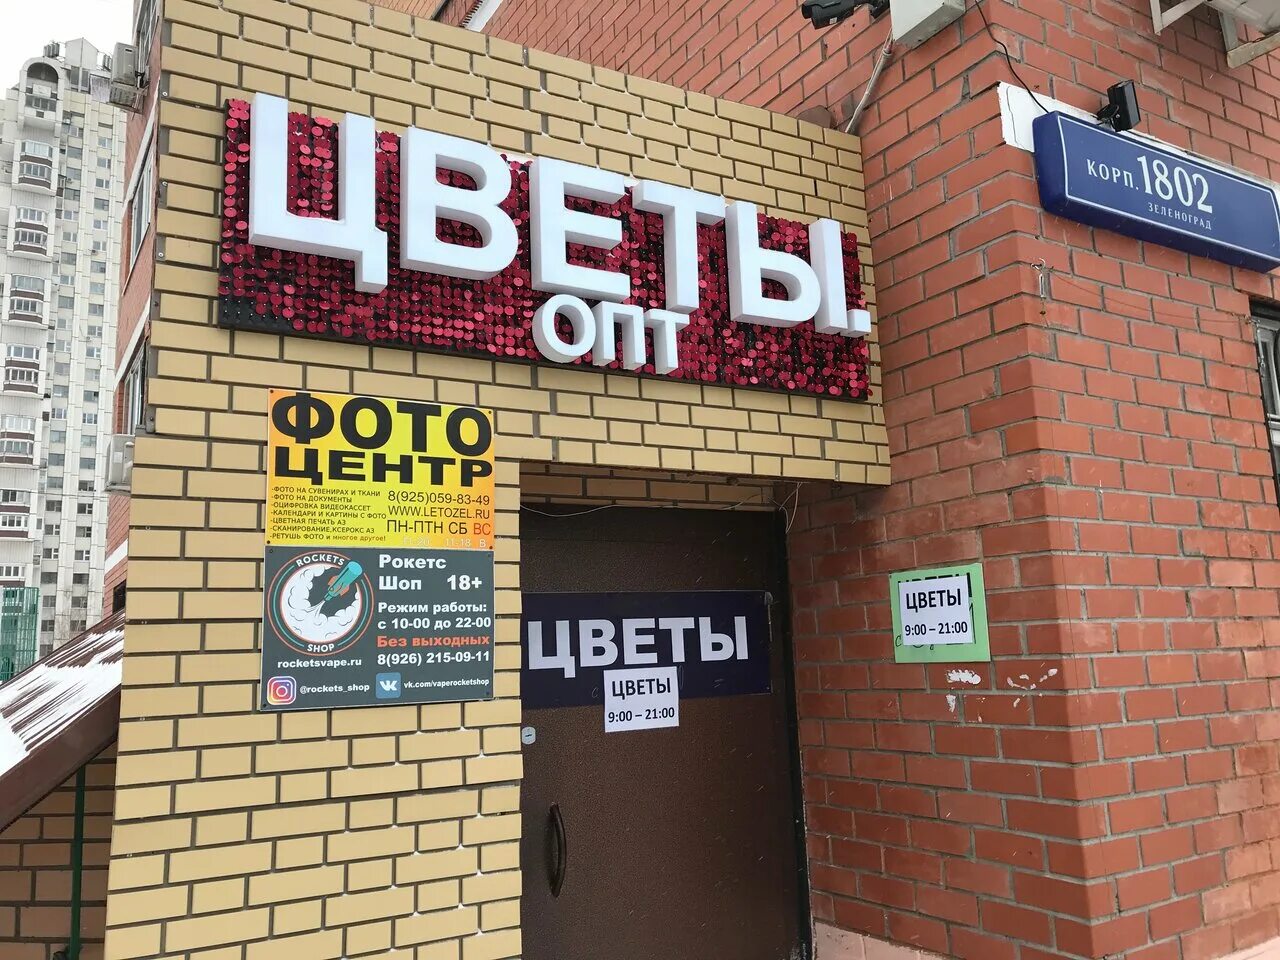 ЦВЕТЫ.
ОПТ
КОРП. 1802
ЗЕЛЕНОГРАД
ФОТО
ЦЕНТР
-ФОТО НА СУВЕНИРАХ И ТКАНИ
-ФОТО НА ДОКУМЕНТЫ
-ОЦИФРОВКА ВИДЕОКАССЕТ
-КАЛЕНДАРИ И КАРТИНЫ С ФОТО
-ЦВЕТНАЯ ПЕЧАТЬ А3
-СКАНИРОВАНИЕ,КСЕРОКС А3
-РЕТУШЬ ФОТО и многое другое!
8(925)059-83-49
WWW.LETOZEL.RU
ПН-ПТН СБ ВС
11-20 11-18 В
ROCKETS
SHOP
Рокетс
Шоп 18+
Режим работы:
с 10-00 до 22-00
Без выходных
8(926) 215-09-11
rocketsvape.ru
@rockets_shop
vk.com/vaperocketshop
ЦВЕТЫ
ЦВЕТЫ
9:00 – 21:00
ЦВЕТЫ
9:00 – 21:00